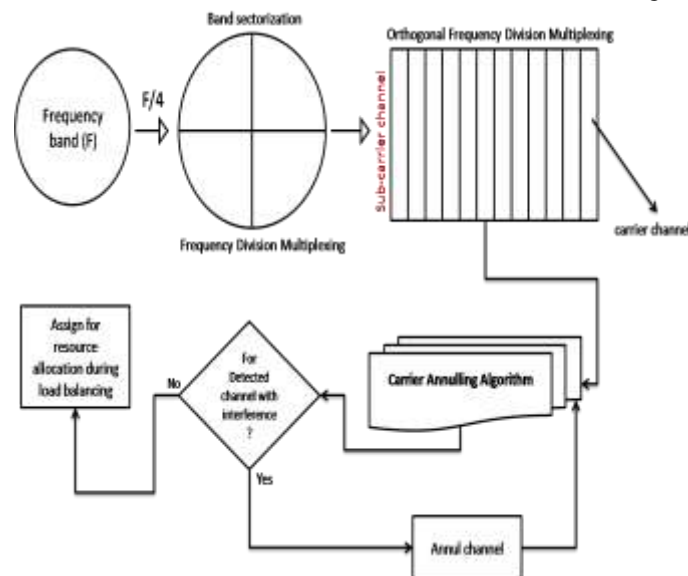 Band sectorization
Orthogonal Frequency Division Multiplexing
Frequency
band (F)
F/4
Sub-carrier channel
Frequency Division Multiplexing
carrier channel
Assign for
resource
allocation during
load balancing
No
For
Detected
channel with
interference
?
Carrier Annulling Algorithm
Yes
Annul channel